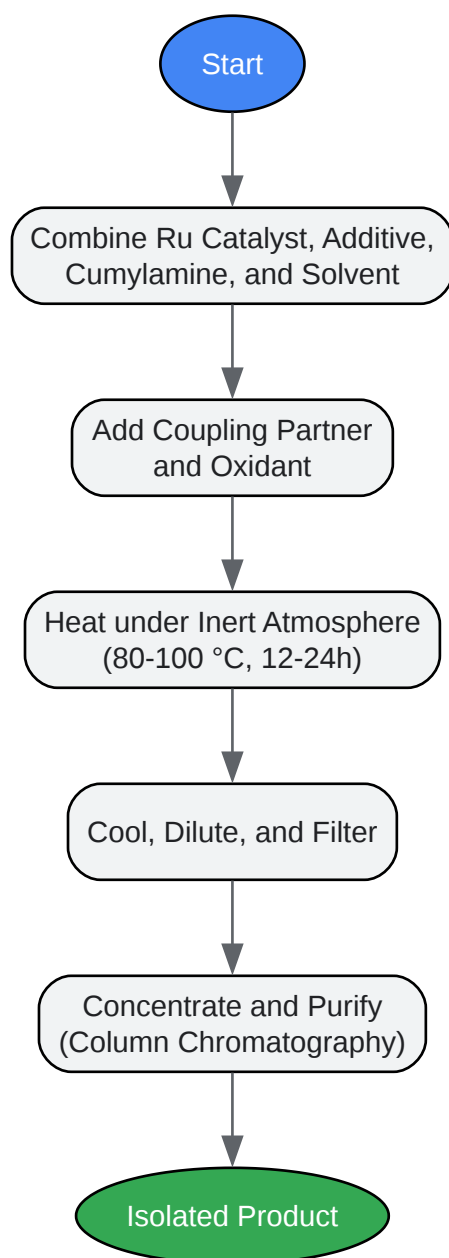 Start
Combine Ru Catalyst, Additive,
Cumylamine, and Solvent
Add Coupling Partner
and Oxidant
Heat under Inert Atmosphere
(80-100 °C, 12-24h)
Cool, Dilute, and Filter
Concentrate and Purify
(Column Chromatography)
Isolated Product